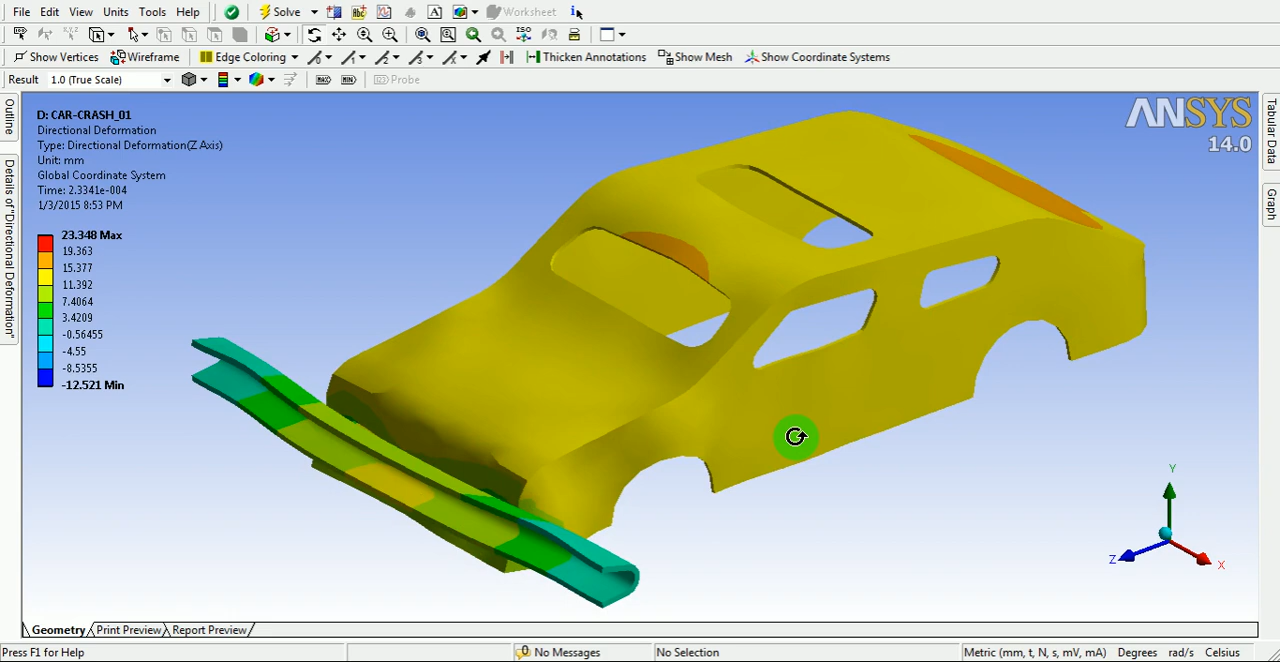 File Edit View Units Tools Help Solve Worksheet
Show Vertices Wireframe Edge Coloring Thicken Annotations Show Mesh Show Coordinate Systems
Result 1.0 (True Scale) MAX MIN Probe
Outline
Details of "Directional Deformation"
D: CAR-CRASH_01
Directional Deformation
Type: Directional Deformation(Z Axis)
Unit: mm
Global Coordinate System
Time: 2.3341e-004
1/3/2015 8:53 PM
23.348 Max
19.363
15.377
11.392
7.4064
3.4209
-0.56455
-4.55
-8.5355
-12.521 Min
ANSYS
14.0
Tabular Data
Graph
Y
Z
X
Geometry Print Preview Report Preview
Press F1 for Help No Messages No Selection Metric (mm, t, N, s, mV, mA) Degrees rad/s Celsius